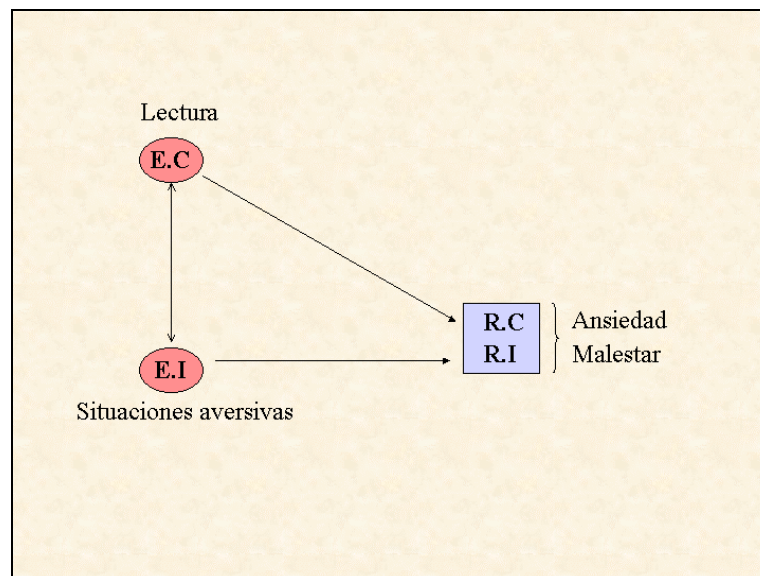 Lectura
E.C
R.C
R.I
Ansiedad
Malestar
E.I
Situaciones aversivas